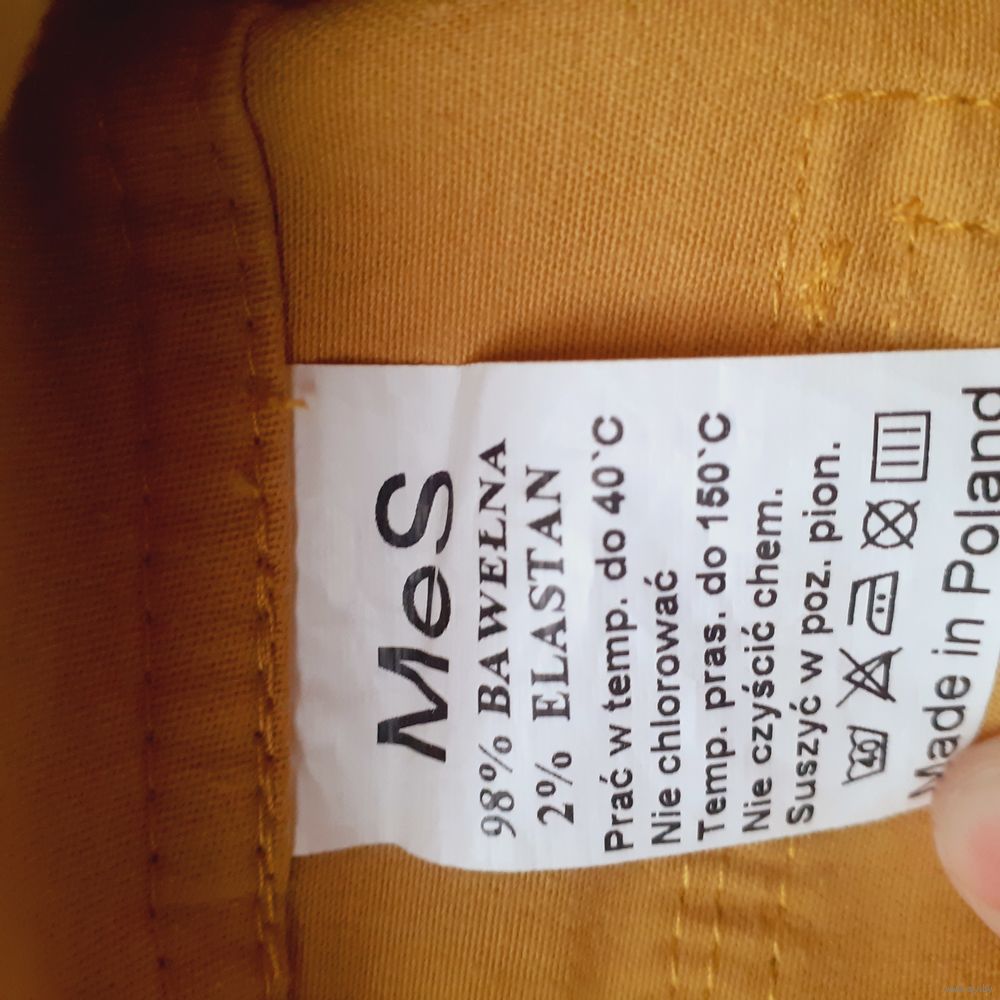 MeS
98% BAWEŁNA
2% ELASTAN
Prać w temp. do 40`C
Nie chlorować
Temp. pras. do 150`C
Nie czyścić chem.
Suszyć w poz. pion.
40
Made in Poland